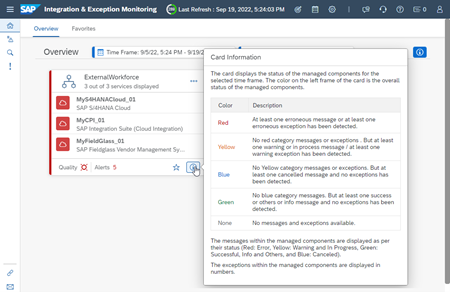 SAP Integration & Exception Monitoring
Last Refresh : Sep 19, 2022, 5:24:03 PM
Overview Favorites
Overview
Time Frame: 9/5/22, 5:24 PM - 9/19/22
ExternalWorkforce
3 out of 3 services displayed
MyS4HANACloud_01
SAP S/4HANA Cloud
MyCPI_01
SAP Integration Suite (Cloud Integration)
MyFieldGlass_01
SAP Fieldglass Vendor Management Sy...
Quality Alerts 5
Card Information
The card displays the status of the managed components for the
selected time frame. The color on the left frame of the card is the overall
status of the managed components.
Color Description
Red At least one erroneous message or at least one
erroneous exception has been detected.
Yellow No red category messages or exceptions . But at
least one warning or in process message / at least one
warning exception has been detected.
Blue No Yellow category messages or exceptions. But at
least one cancelled message and no exceptions has been
detected.
Green No blue category messages. But at least one success
or others or info message and no exceptions has been
detected.
None No messages and exceptions available.
The messages within the managed components are displayed as per
their status (Red: Error, Yellow: Warning and In Progress, Green:
Successful, Info and Others, and Blue: Canceled).
The exceptions within the managed components are displayed in
numbers.